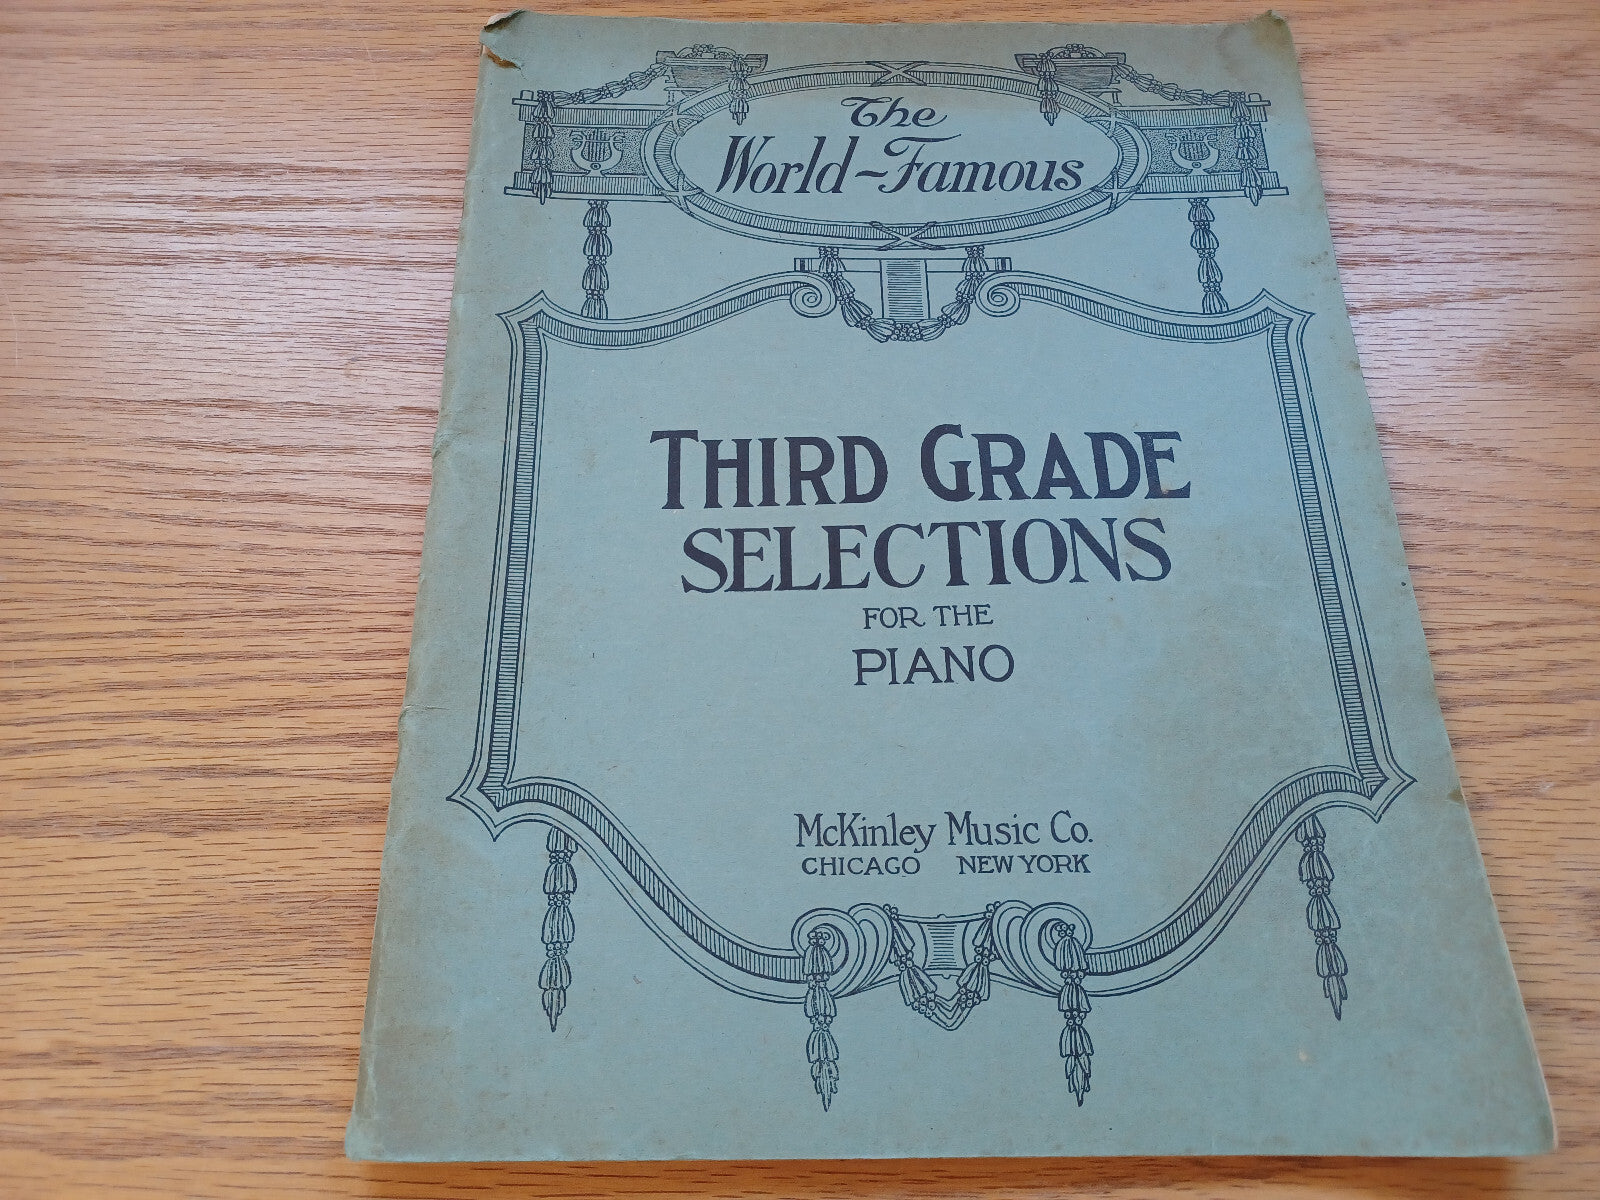 The
World-Famous
THIRD GRADE
SELECTIONS
FOR THE
PIANO
McKinley Music Co.
CHICAGO NEW YORK